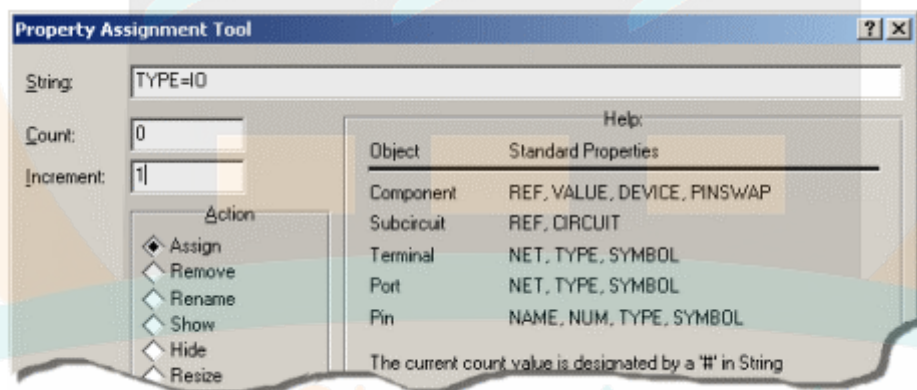 Property Assignment Tool
String: TYPE=IO
Count: 0
Increment: 1
Action
Assign
Remove
Rename
Show
Hide
Resize
Help:
Object Standard Properties
Component REF, VALUE, DEVICE, PINSWAP
Subcircuit REF, CIRCUIT
Terminal NET, TYPE, SYMBOL
Port NET, TYPE, SYMBOL
Pin NAME, NUM, TYPE, SYMBOL
The current count value is designated by a '#' in String